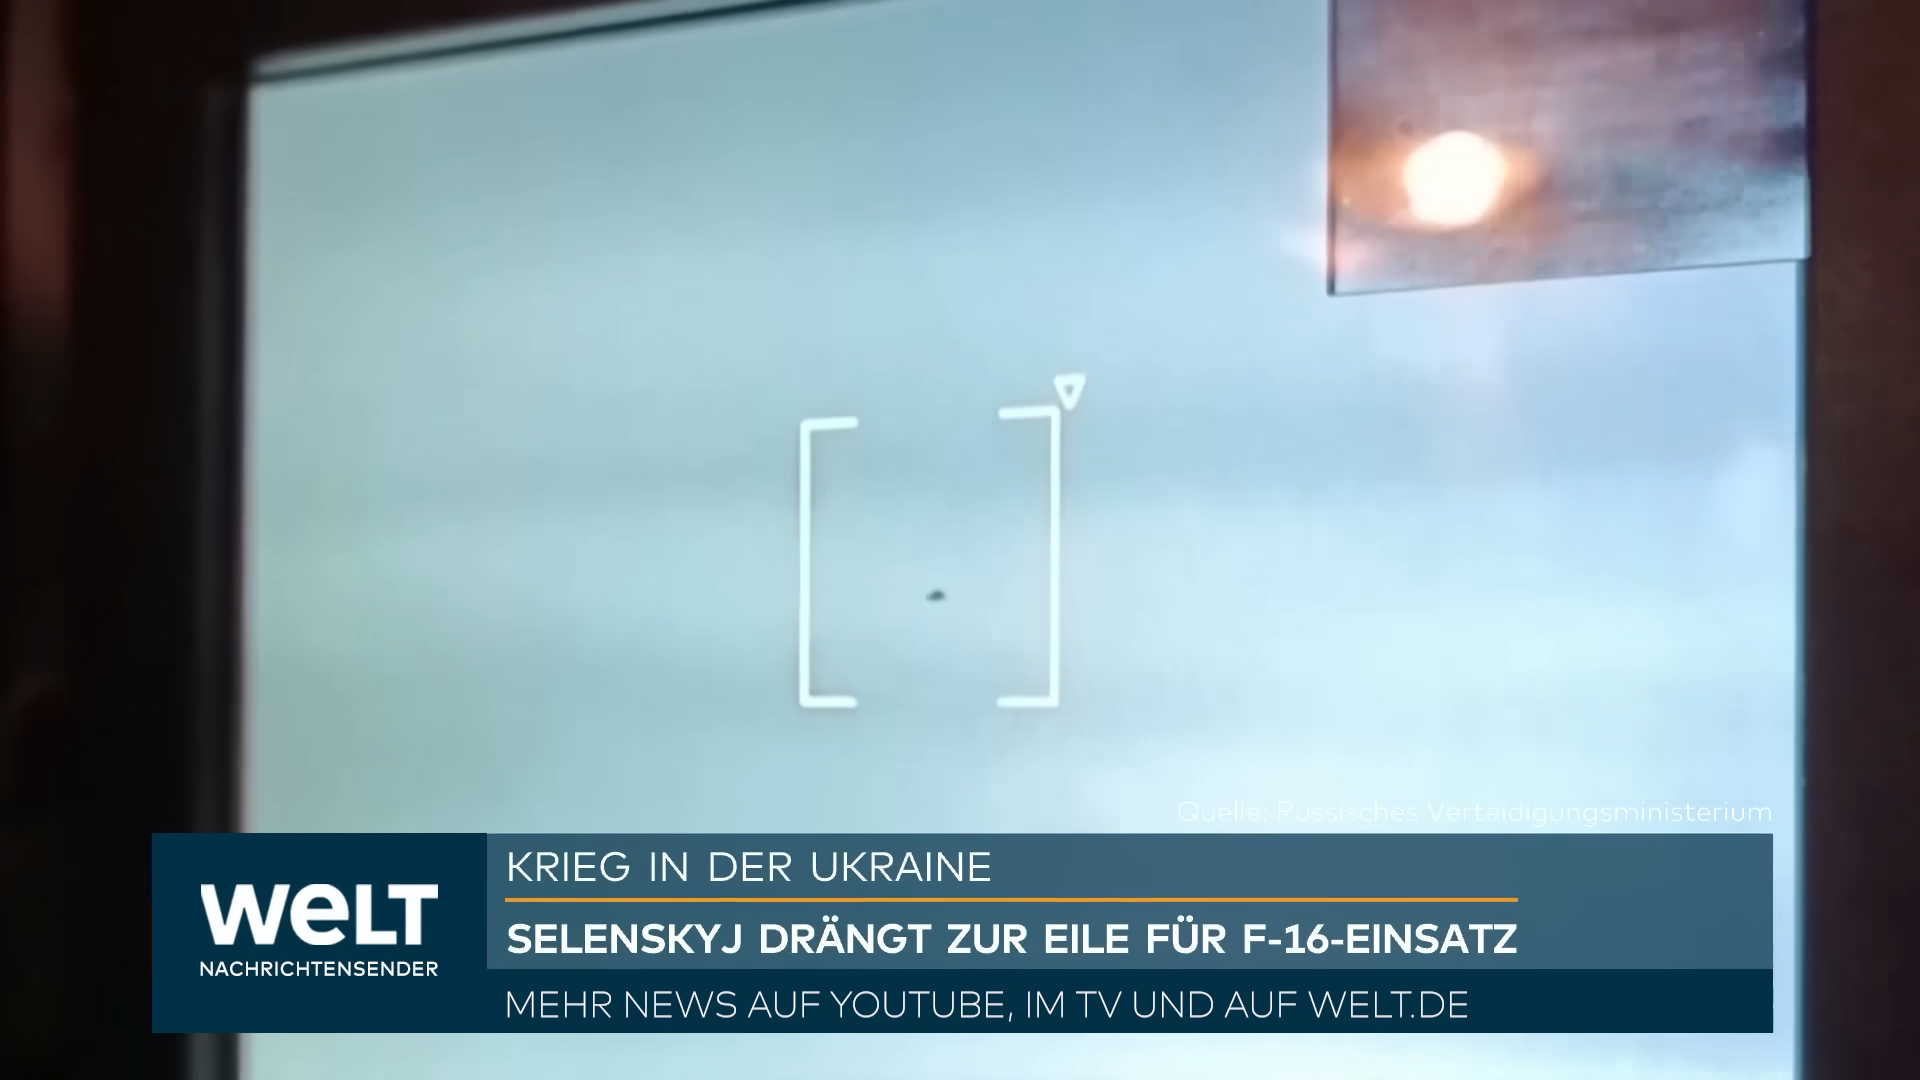 Quelle: Russisches Verteidigungsministerium
KRIEG IN DER UKRAINE
SELENSKYJ DRÄNGT ZUR EILE FÜR F-16-EINSATZ
MEHR NEWS AUF YOUTUBE, IM TV UND AUF WELT.DE
WELT
NACHRICHTENSENDER